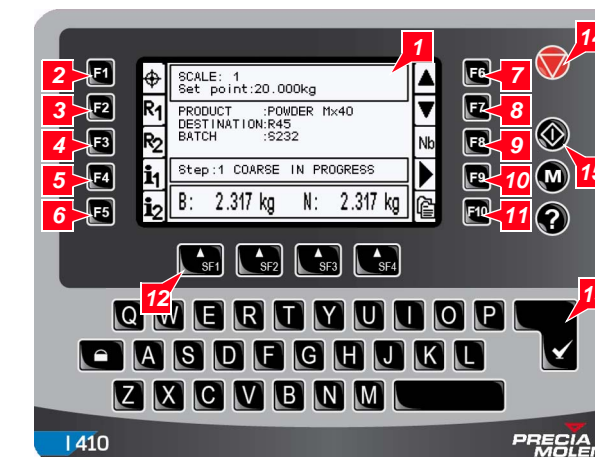 1
14
2 F1
SCALE: 1
Set point:20.000kg
F6 7
3 F2
R1
PRODUCT :POWDER Mx40
DESTINATION:R45
BATCH :S232
F7 8
4 F3
R2
Nb
F8 9
5 F4
i1
Step:1 COARSE IN PROGRESS
F9 10
M
15
6 F5
i2
B: 2.317 kg N: 2.317 kg
F10 11
?
SF1 SF2 SF3 SF4
12
Q W E R T Y U I O P
A S D F G H J K L
Z X C V B N M
I 410
PRECIA